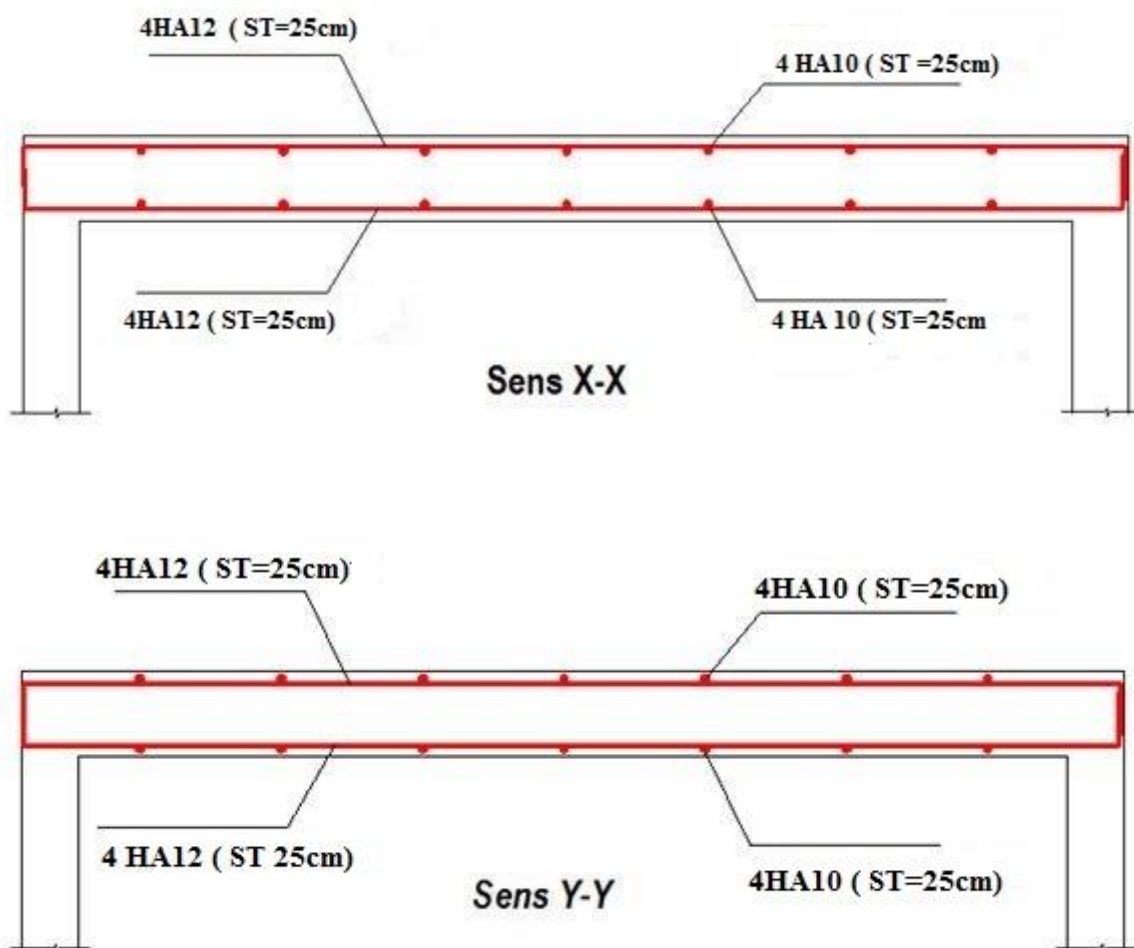 4HA12 ( ST=25cm)
4 HA10 ( ST =25cm)
4HA12 ( ST=25cm)
4 HA 10 ( ST=25cm
Sens X-X
4HA12 ( ST=25cm)
4HA10 ( ST=25cm)
4 HA12 ( ST 25cm)
4HA10 ( ST=25cm)
Sens Y-Y